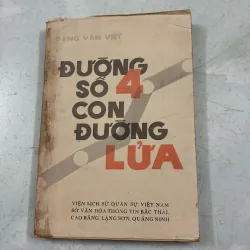 ĐẶNG VĂN VIỆT
ĐƯỜNG
SỐ 4
CON
ĐƯỜNG
LỬA
VIỆN LỊCH SỬ QUÂN SỰ VIỆT NAM
SỞ VĂN HÓA THÔNG TIN BẮC THÁI,
CAO BẰNG, LẠNG SƠN, QUẢNG NINH